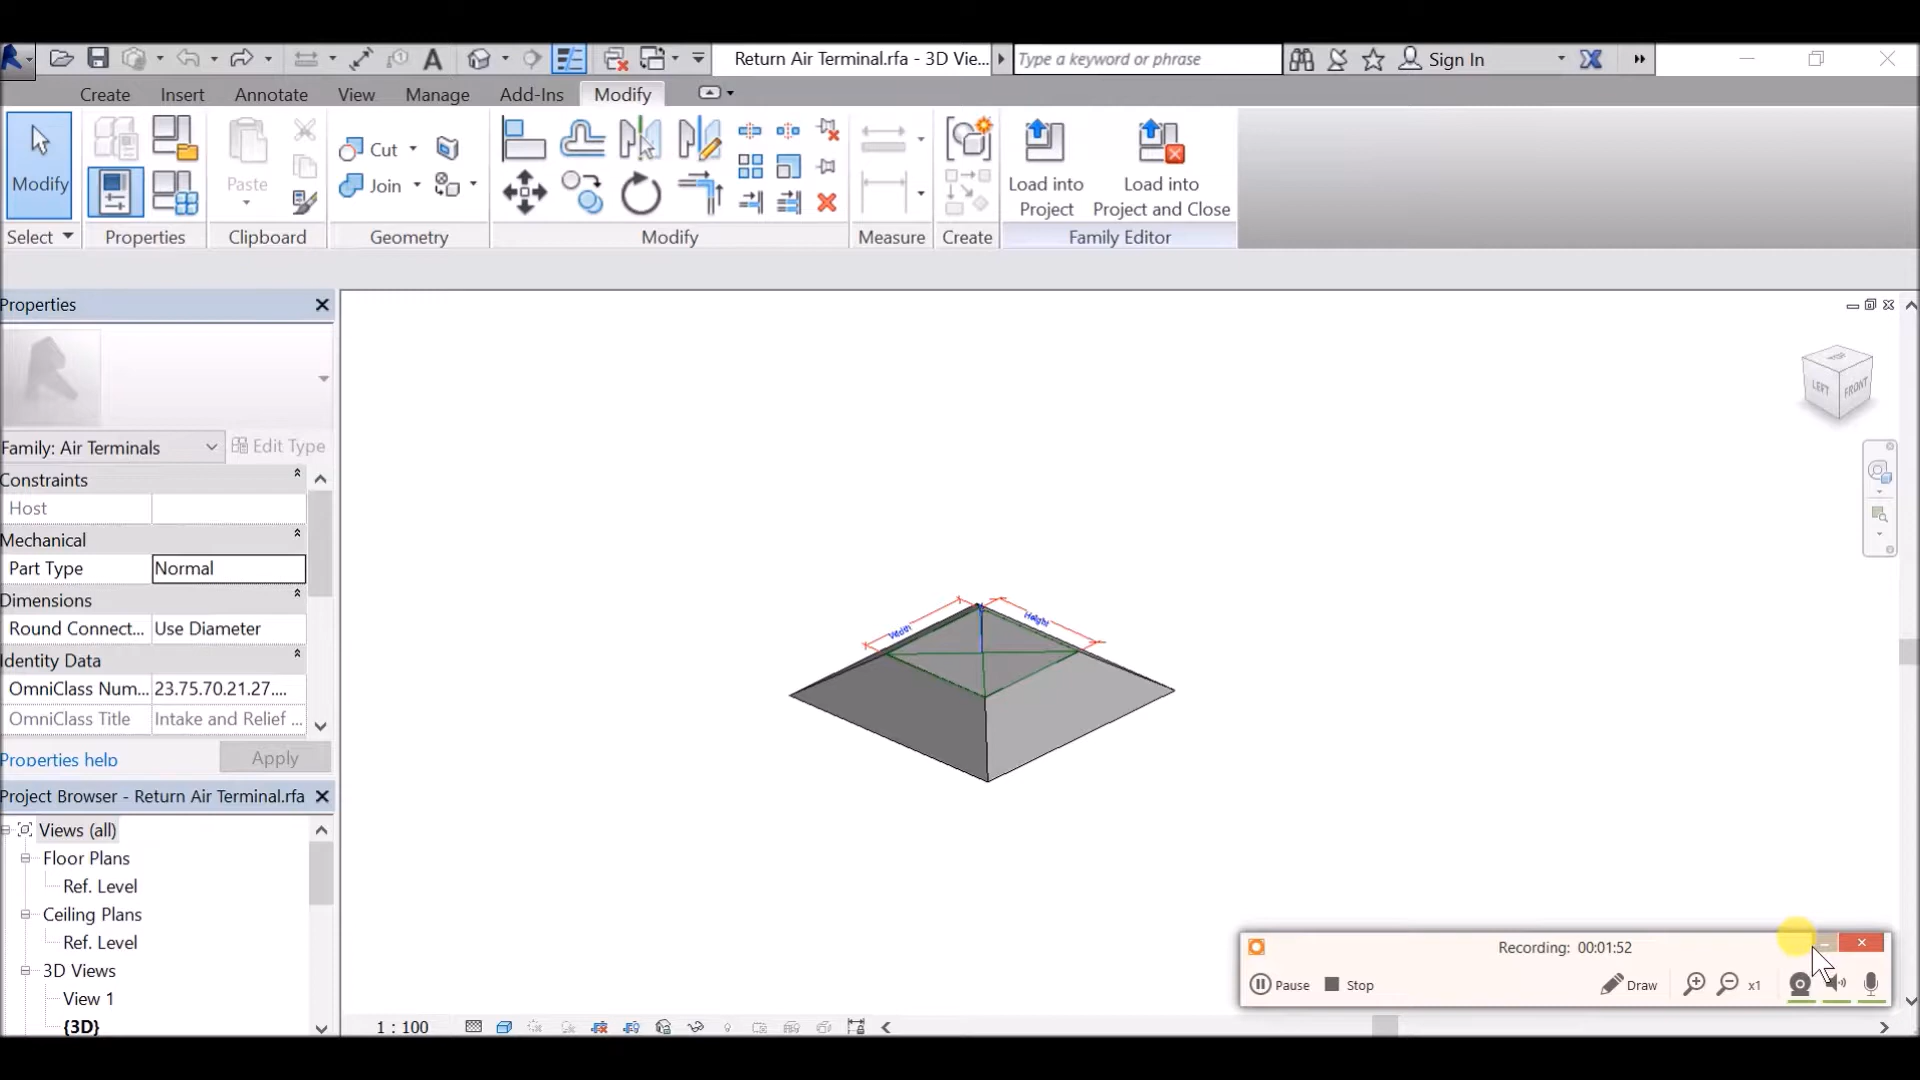 Return Air Terminal.rfa - 3D Vie...
Type a keyword or phrase
Sign In
Create
Insert
Annotate
View
Manage
Add-Ins
Modify
Modify
Paste
Cut
Join
Load into
Project
Load into
Project and Close
Select
Properties
Clipboard
Geometry
Modify
Measure
Create
Family Editor
Properties
Family: Air Terminals
Edit Type
Constraints
Host
Mechanical
Part Type
Normal
Dimensions
Round Connect...
Use Diameter
Identity Data
OmniClass Num...
23.75.70.21.27....
OmniClass Title
Intake and Relief ...
Properties help
Apply
Project Browser - Return Air Terminal.rfa
Views (all)
Floor Plans
Ref. Level
Ceiling Plans
Ref. Level
3D Views
View 1
{3D}
Width
Height
TOP
LEFT
FRONT
Recording: 00:01:52
Pause
Stop
Draw
x1
1 : 100